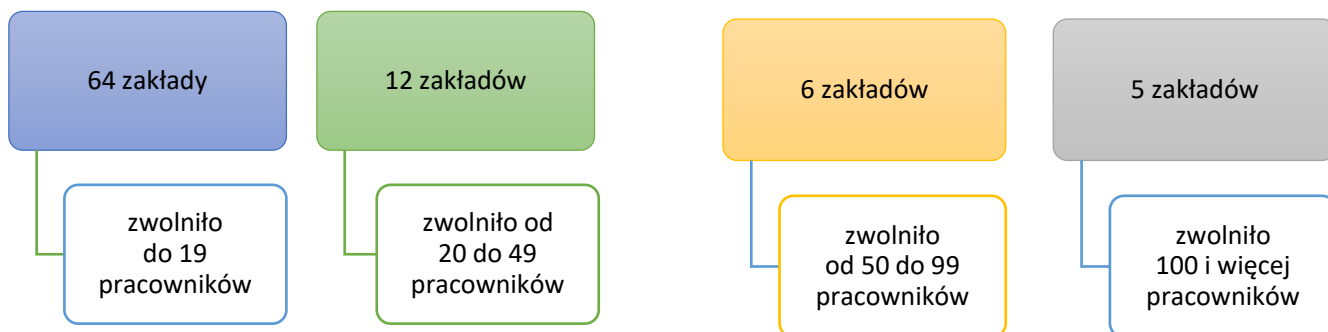 64 zakłady
zwolniło
do 19
pracowników
12 zakładów
zwolniło od
20 do 49
pracowników
6 zakładów
zwolniło
od 50 do 99
pracowników
5 zakładów
zwolniło
100 i więcej
pracowników